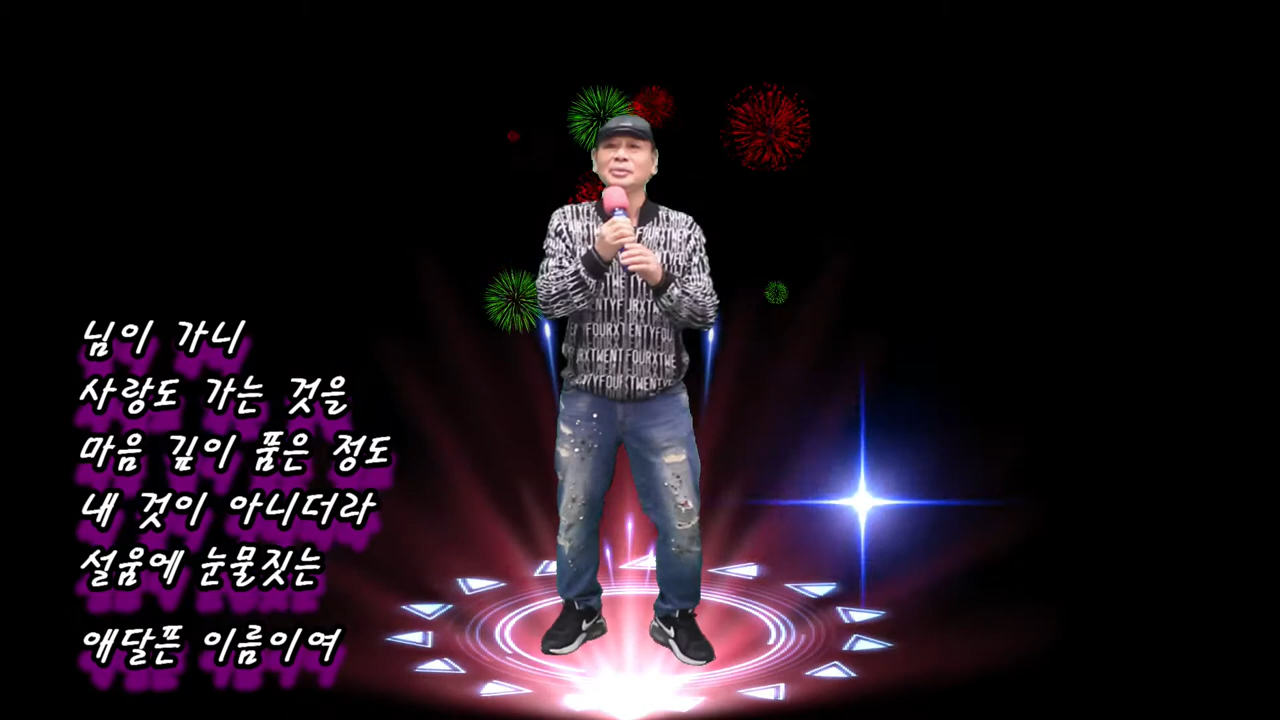 님이 가니
사랑도 가는 것을
마음 깊이 품은 정도
내 것이 아니더라
설움에 눈물짓는
애달픈 이름이여